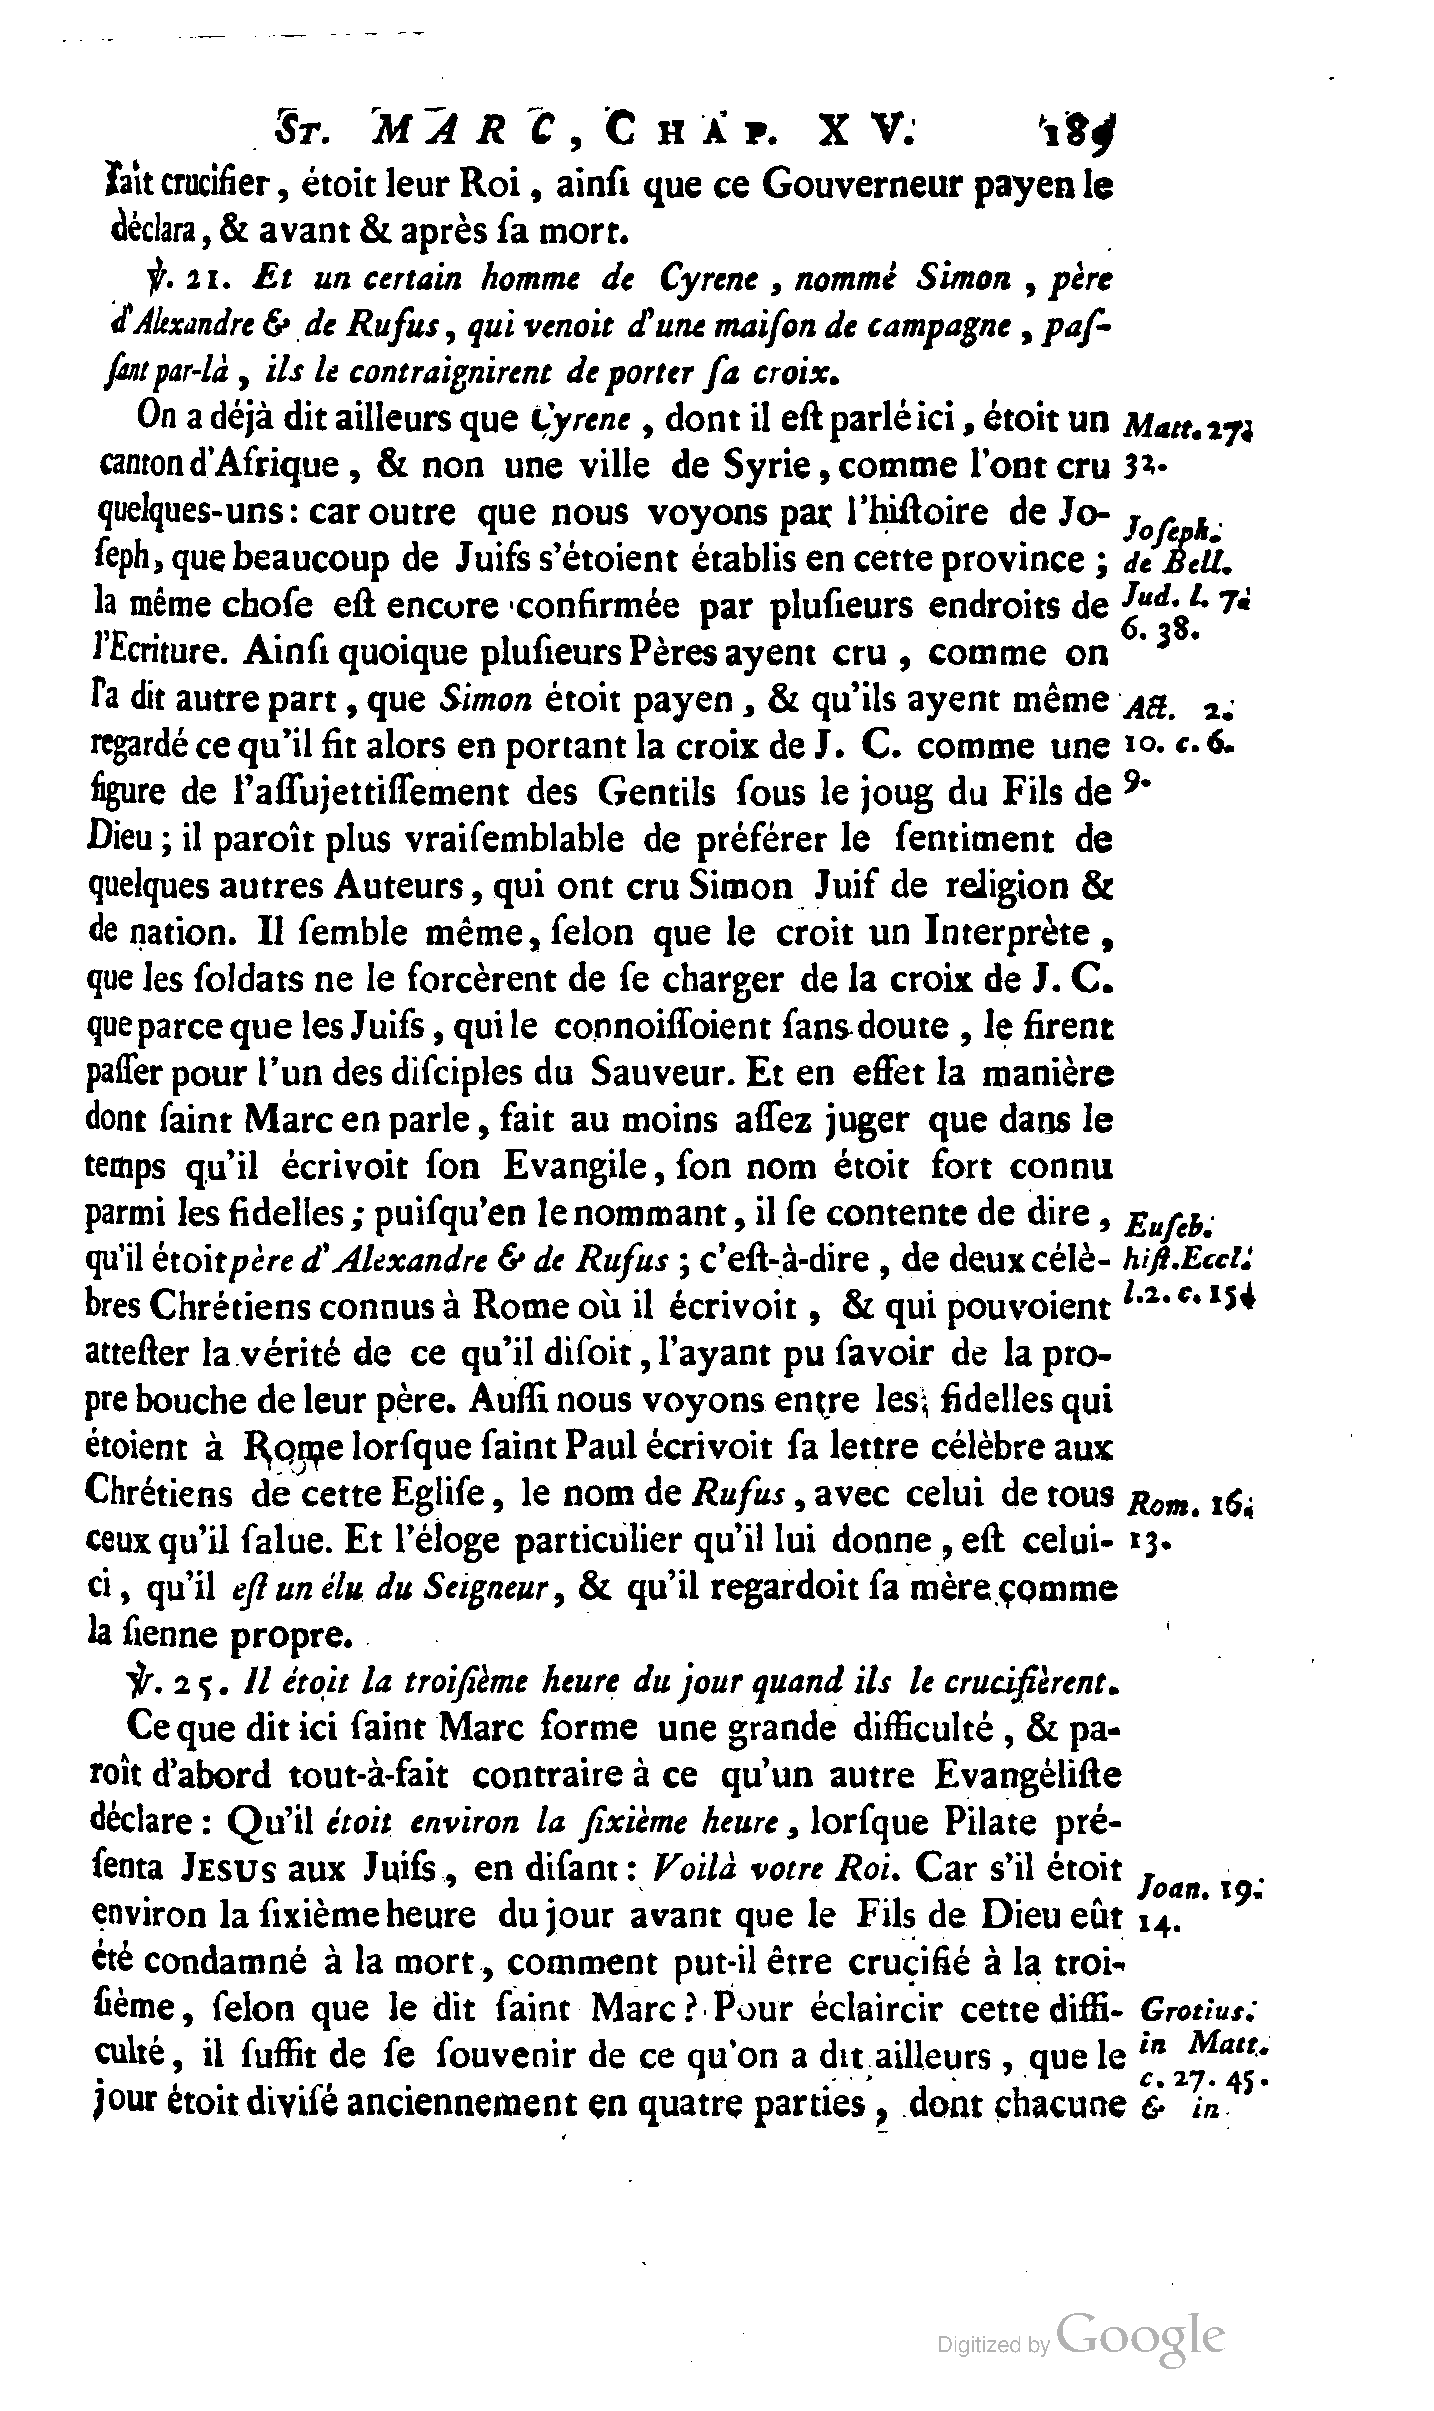 ST. MARC, CHAP. XV. 189
fait crucifier, étoit leur Roi, ainſi que ce Gouverneur payen le
déclara, & avant & après ſa mort.
℣. 21. Et un certain homme de Cyrene, nommé Simon, père
d'Alexandre & de Rufus, qui venoit d'une maiſon de campagne, paſ-
ſant par-là, ils le contraignirent de porter ſa croix.
On a déjà dit ailleurs que Cyrene, dont il eſt parlé ici, étoit un
canton d'Afrique, & non une ville de Syrie, comme l'ont cru
quelques-uns: car outre que nous voyons par l'hiſtoire de Jo-
ſeph, que beaucoup de Juifs s'étoient établis en cette province;
la même choſe eſt encore confirmée par pluſieurs endroits de
l'Ecriture. Ainſi quoique pluſieurs Pères ayent cru, comme on
l'a dit autre part, que Simon étoit payen, & qu'ils ayent même
regardé ce qu'il fit alors en portant la croix de J. C. comme une
figure de l'aſſujettiſſement des Gentils ſous le joug du Fils de
Dieu; il paroît plus vraiſemblable de préférer le ſentiment de
quelques autres Auteurs, qui ont cru Simon Juif de religion &
de nation. Il ſemble même, ſelon que le croit un Interprète,
que les ſoldats ne le forcèrent de ſe charger de la croix de J. C.
que parce que les Juifs, qui le connoiſſoient ſans doute, le firent
paſſer pour l'un des diſciples du Sauveur. Et en effet la manière
dont ſaint Marc en parle, fait au moins aſſez juger que dans le
temps qu'il écrivoit ſon Evangile, ſon nom étoit fort connu
parmi les fidelles; puiſqu'en le nommant, il ſe contente de dire,
qu'il étoit père d'Alexandre & de Rufus; c'eſt-à-dire, de deux célè-
bres Chrétiens connus à Rome où il écrivoit, & qui pouvoient
atteſter la vérité de ce qu'il diſoit, l'ayant pu ſavoir de la pro-
pre bouche de leur père. Auſſi nous voyons entre les fidelles qui
étoient à Rome lorſque ſaint Paul écrivoit ſa lettre célèbre aux
Chrétiens de cette Egliſe, le nom de Rufus, avec celui de tous
ceux qu'il ſalue. Et l'éloge particulier qu'il lui donne, eſt celui-
ci, qu'il eſt un élu du Seigneur, & qu'il regardoit ſa mère comme
la ſienne propre.
℣. 25. Il étoit la troiſième heure du jour quand ils le crucifièrent.
Ce que dit ici ſaint Marc forme une grande difficulté, & pa-
roît d'abord tout-à-fait contraire à ce qu'un autre Evangéliſte
déclare: Qu'il étoit environ la ſixième heure, lorſque Pilate pré-
ſenta JESUS aux Juifs, en diſant: Voilà votre Roi. Car s'il étoit
environ la ſixième heure du jour avant que le Fils de Dieu eût
été condamné à la mort, comment put-il être crucifié à la troi-
ſième, ſelon que le dit ſaint Marc? Pour éclaircir cette diffi-
culté, il ſuffit de ſe ſouvenir de ce qu'on a dit ailleurs, que le
jour étoit diviſé anciennement en quatre parties, dont chacune
Matt. 27.
32.
Joſeph.
de Bell.
Jud. l. 7.
6. 38.
Act. 2.
10. c. 6.
9.
Euſeb.
hiſt. Eccl.
l. 2. c. 15.
Rom. 16.
13.
Joan. 19.
14.
Grotius.
in Matt.
c. 27. 45.
& in
Digitized by Google